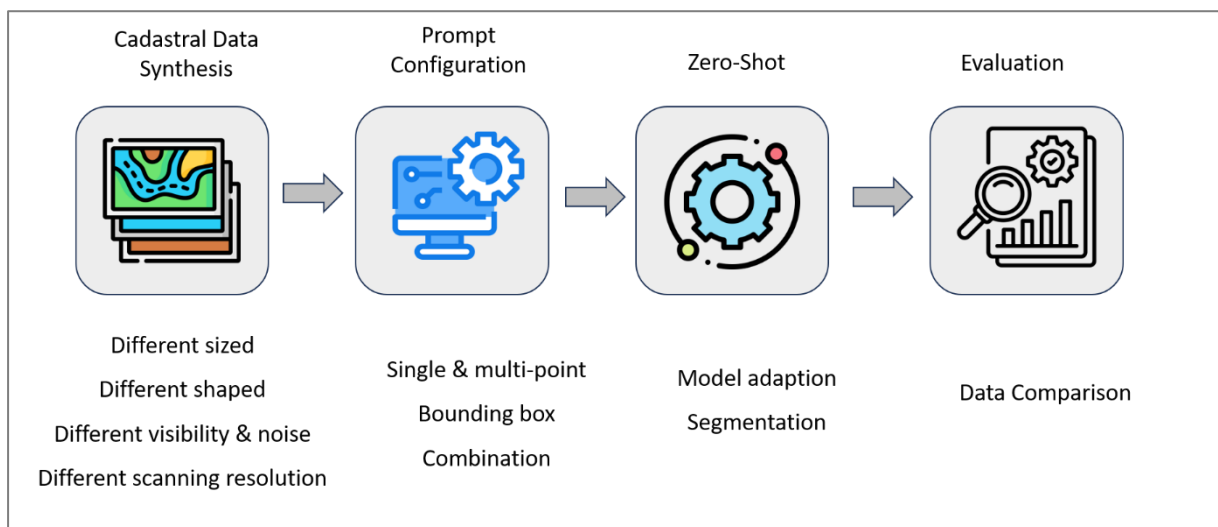 Cadastral Data
Synthesis
Prompt
Configuration
Zero-Shot
Evaluation
Different sized
Different shaped
Different visibility & noise
Different scanning resolution
Single & multi-point
Bounding box
Combination
Model adaption
Segmentation
Data Comparison